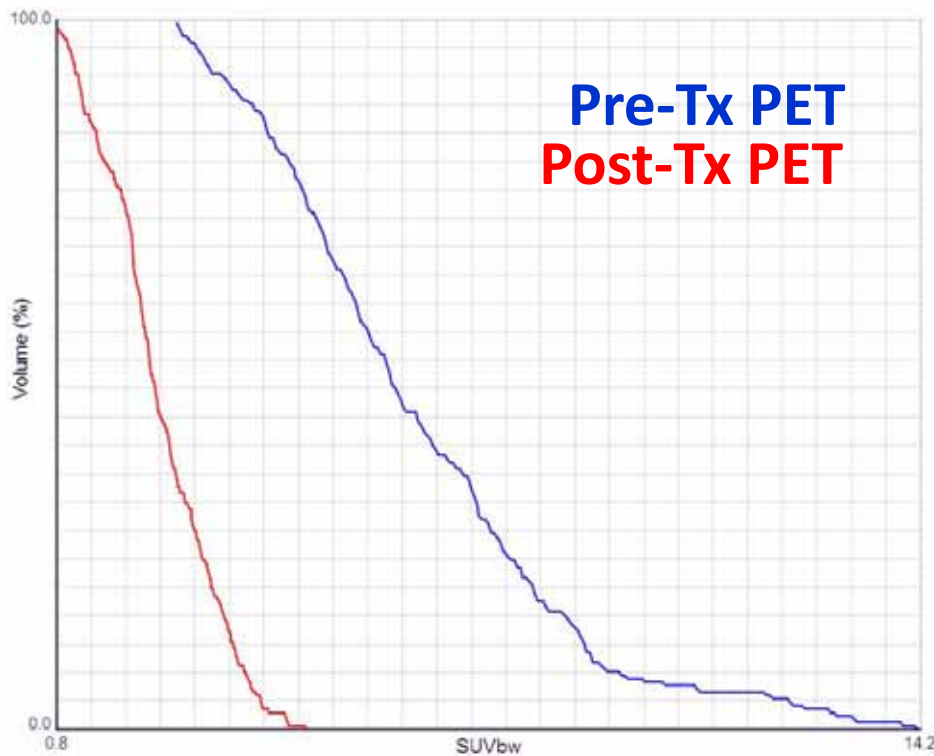 100.0
Pre-Tx PET
Post-Tx PET
Volume (%)
0.0
0.8
SUVbw
14.2